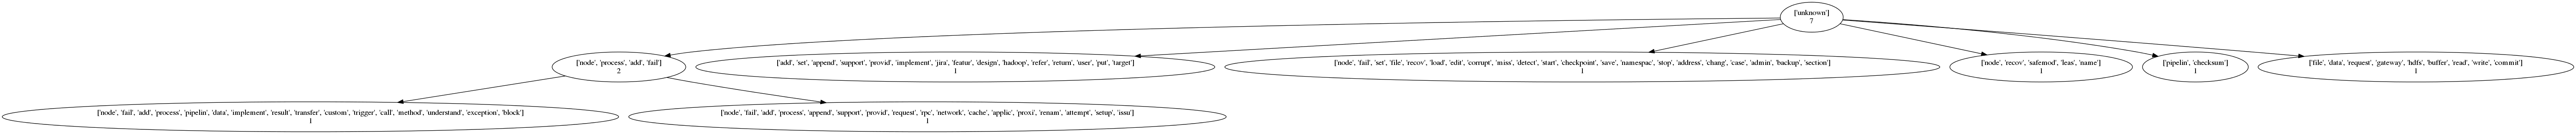 ['unknown']
7
['node', 'process', 'add', 'fail']
2
['add', 'set', 'append', 'support', 'provid', 'implement', 'jira', 'featur', 'design', 'hadoop', 'refer', 'return', 'user', 'put', 'target']
1
['node', 'fail', 'set', 'file', 'recov', 'load', 'edit', 'corrupt', 'miss', 'detect', 'start', 'checkpoint', 'save', 'namespac', 'stop', 'address', 'chang', 'case', 'admin', 'backup', 'section']
1
['node', 'recov', 'safemod', 'leas', 'name']
1
['pipelin', 'checksum']
1
['file', 'data', 'request', 'gateway', 'hdfs', 'buffer', 'read', 'write', 'commit']
1
['node', 'fail', 'add', 'process', 'pipelin', 'data', 'implement', 'result', 'transfer', 'custom', 'trigger', 'call', 'method', 'understand', 'exception', 'block']
1
['node', 'fail', 'add', 'process', 'append', 'support', 'provid', 'request', 'rpc', 'network', 'cache', 'applic', 'proxi', 'renam', 'attempt', 'setup', 'issu']
1